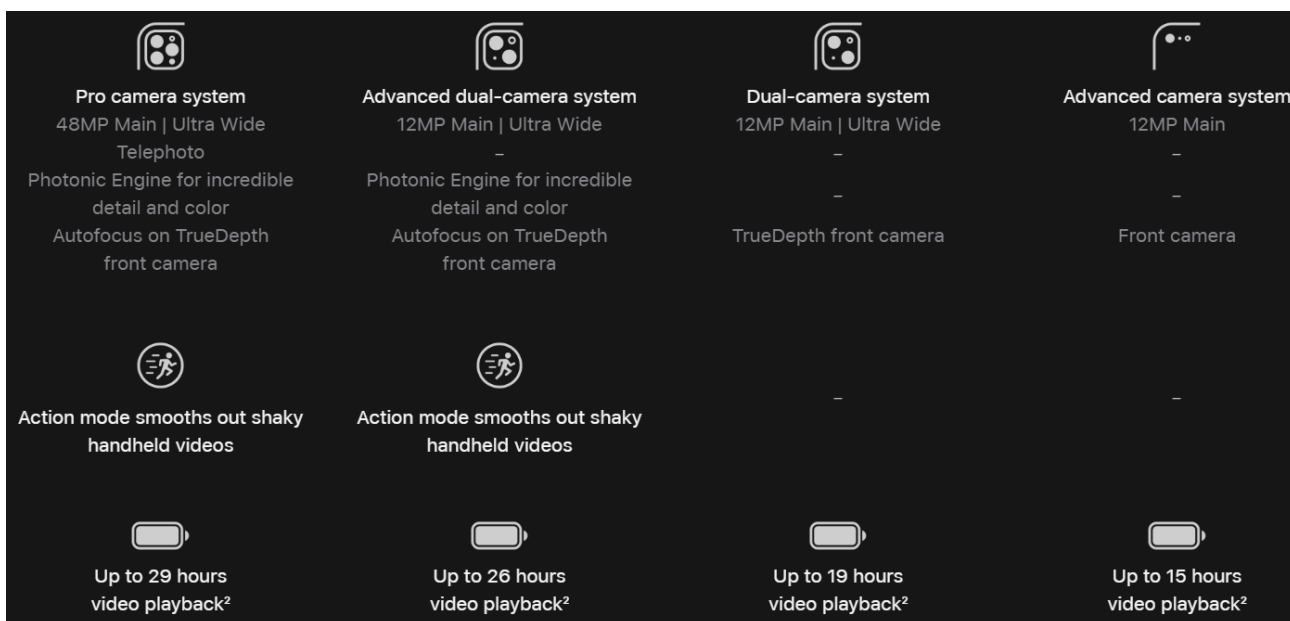 Pro camera system
48MP Main | Ultra Wide
Telephoto
Photonic Engine for incredible
detail and color
Autofocus on TrueDepth
front camera
Advanced dual-camera system
12MP Main | Ultra Wide
–
Photonic Engine for incredible
detail and color
Autofocus on TrueDepth
front camera
Dual-camera system
12MP Main | Ultra Wide
–
–
TrueDepth front camera
Advanced camera system
12MP Main
–
–
Front camera
Action mode smooths out shaky
handheld videos
Action mode smooths out shaky
handheld videos
–
–
Up to 29 hours
video playback²
Up to 26 hours
video playback²
Up to 19 hours
video playback²
Up to 15 hours
video playback²